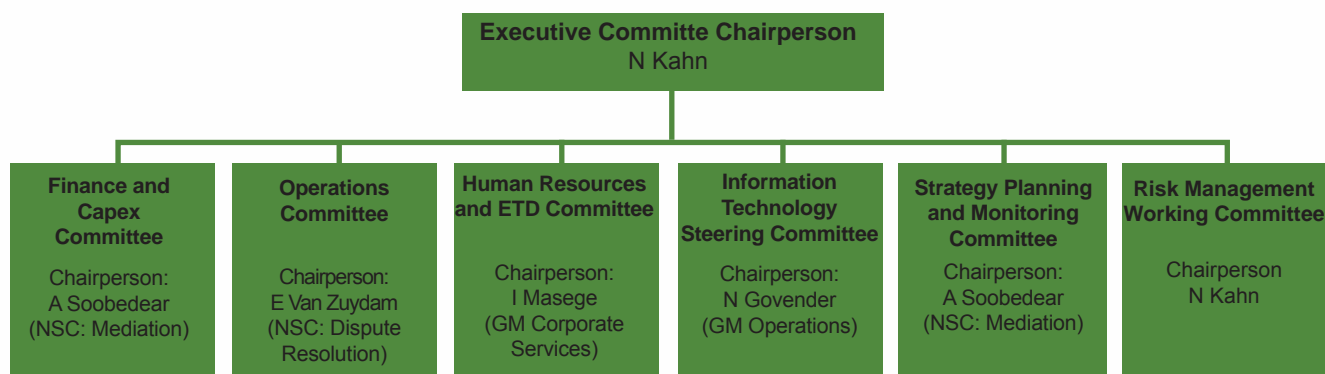 Executive Committe Chairperson
N Kahn
Finance and
Capex
Committee
Chairperson:
A Soobedear
(NSC: Mediation)
Operations
Committee
Chairperson:
E Van Zuydam
(NSC: Dispute
Resolution)
Human Resources
and ETD Committee
Chairperson:
I Masege
(GM Corporate
Services)
Information
Technology
Steering Committee
Chairperson:
N Govender
(GM Operations)
Strategy Planning
and Monitoring
Committee
Chairperson:
A Soobedear
(NSC: Mediation)
Risk Management
Working Committee
Chairperson
N Kahn